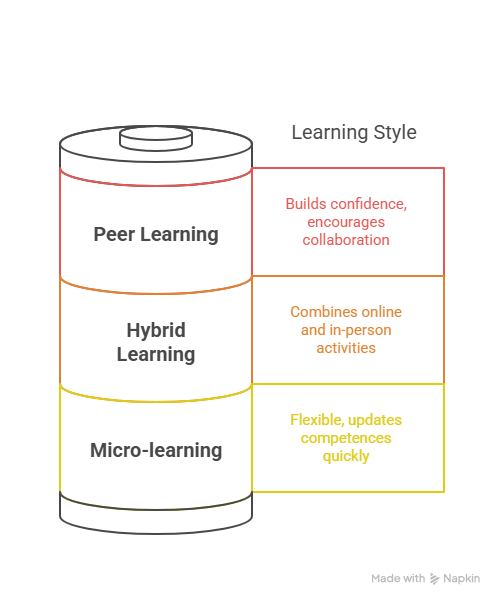 Learning Style
Peer Learning
Builds confidence,
encourages
collaboration
Hybrid
Learning
Combines online
and in-person
activities
Micro-learning
Flexible, updates
competences
quickly
Made with Napkin